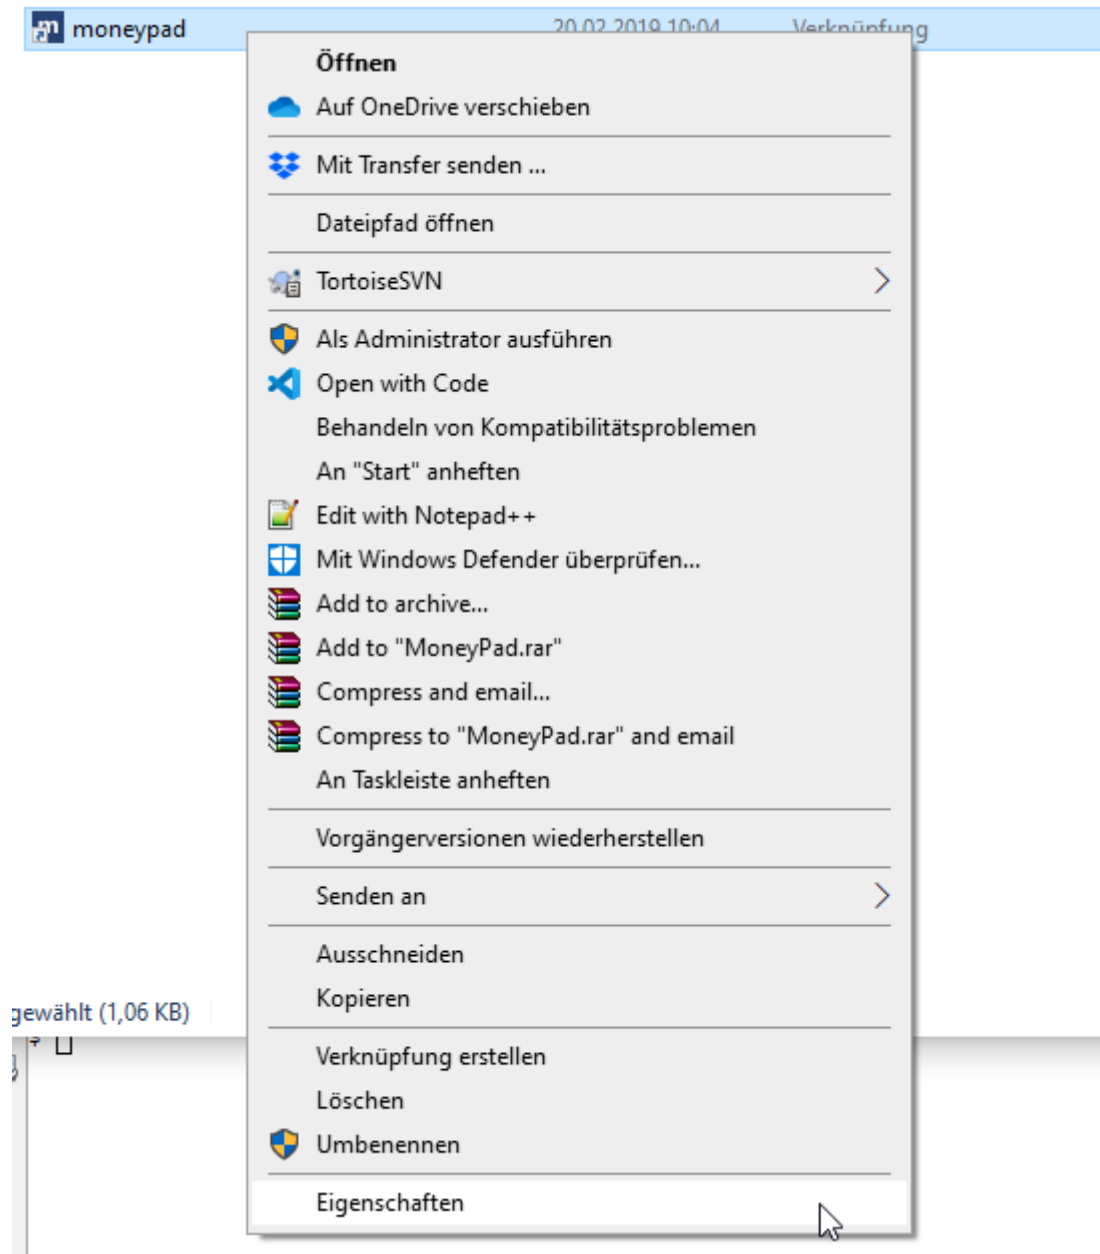 moneypad 20.02.2019 10:04 Verknüpfung
Öffnen
Auf OneDrive verschieben
Mit Transfer senden ...
Dateipfad öffnen
TortoiseSVN
Als Administrator ausführen
Open with Code
Behandeln von Kompatibilitätsproblemen
An "Start" anheften
Edit with Notepad++
Mit Windows Defender überprüfen...
Add to archive...
Add to "MoneyPad.rar"
Compress and email...
Compress to "MoneyPad.rar" and email
An Taskleiste anheften
Vorgängerversionen wiederherstellen
Senden an
Ausschneiden
Kopieren
gewählt (1,06 KB)
Verknüpfung erstellen
Löschen
Umbenennen
Eigenschaften